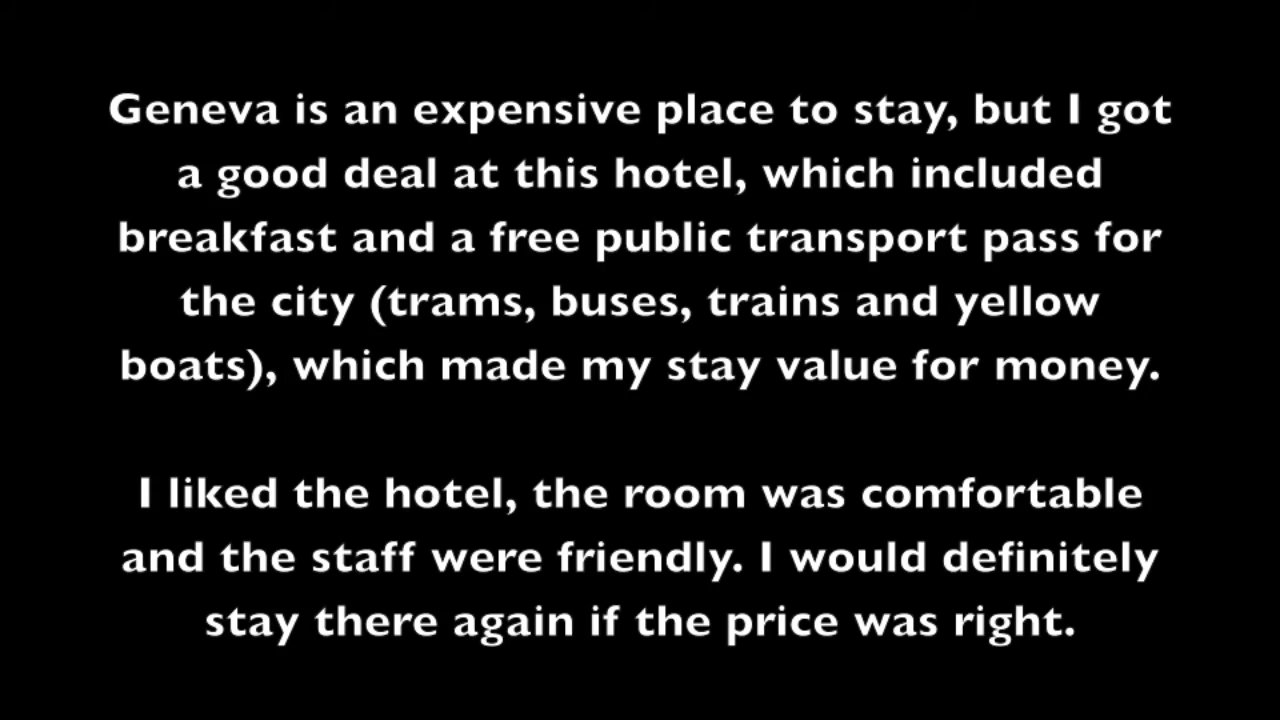 Geneva is an expensive place to stay, but I got
a good deal at this hotel, which included
breakfast and a free public transport pass for
the city (trams, buses, trains and yellow
boats), which made my stay value for money.
I liked the hotel, the room was comfortable
and the staff were friendly. I would definitely
stay there again if the price was right.